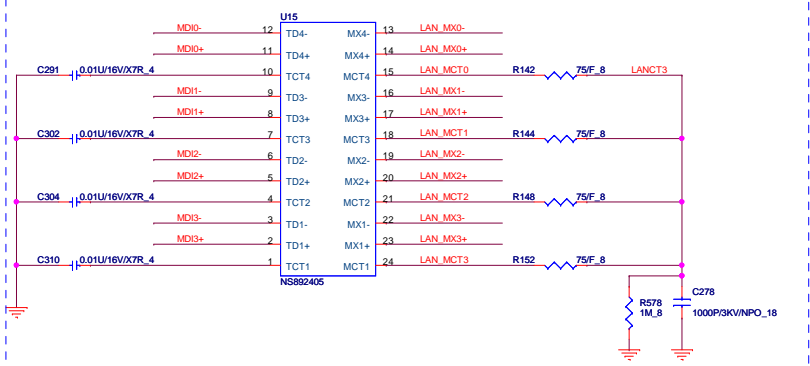 U15
MDI0- 12 TD4- MX4- 13 LAN_MX0-
MDI0+ 11 TD4+ MX4+ 14 LAN_MX0+
C291 0.01U/16V/X7R_4 10 TCT4 MCT4 15 LAN_MCT0 R142 75/F_8 LANCT3
MDI1- 9 TD3- MX3- 16 LAN_MX1-
MDI1+ 8 TD3+ MX3+ 17 LAN_MX1+
C302 0.01U/16V/X7R_4 7 TCT3 MCT3 18 LAN_MCT1 R144 75/F_8
MDI2- 6 TD2- MX2- 19 LAN_MX2-
MDI2+ 5 TD2+ MX2+ 20 LAN_MX2+
C304 0.01U/16V/X7R_4 4 TCT2 MCT2 21 LAN_MCT2 R148 75/F_8
MDI3- 3 TD1- MX1- 22 LAN_MX3-
MDI3+ 2 TD1+ MX1+ 23 LAN_MX3+
C310 0.01U/16V/X7R_4 1 TCT1 MCT1 24 LAN_MCT3 R152 75/F_8
NS892405
C278
R578 1000P/3KV/NPO_18
1M_8